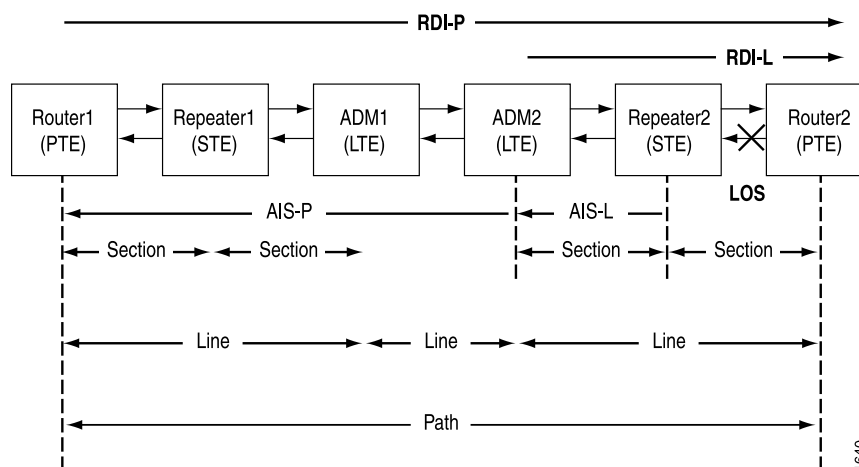 RDI-P
RDI-L
Router1
(PTE)
Repeater1
(STE)
ADM1
(LTE)
ADM2
(LTE)
Repeater2
(STE)
Router2
(PTE)
LOS
AIS-P
AIS-L
Section
Section
Section
Section
Line
Line
Line
Path